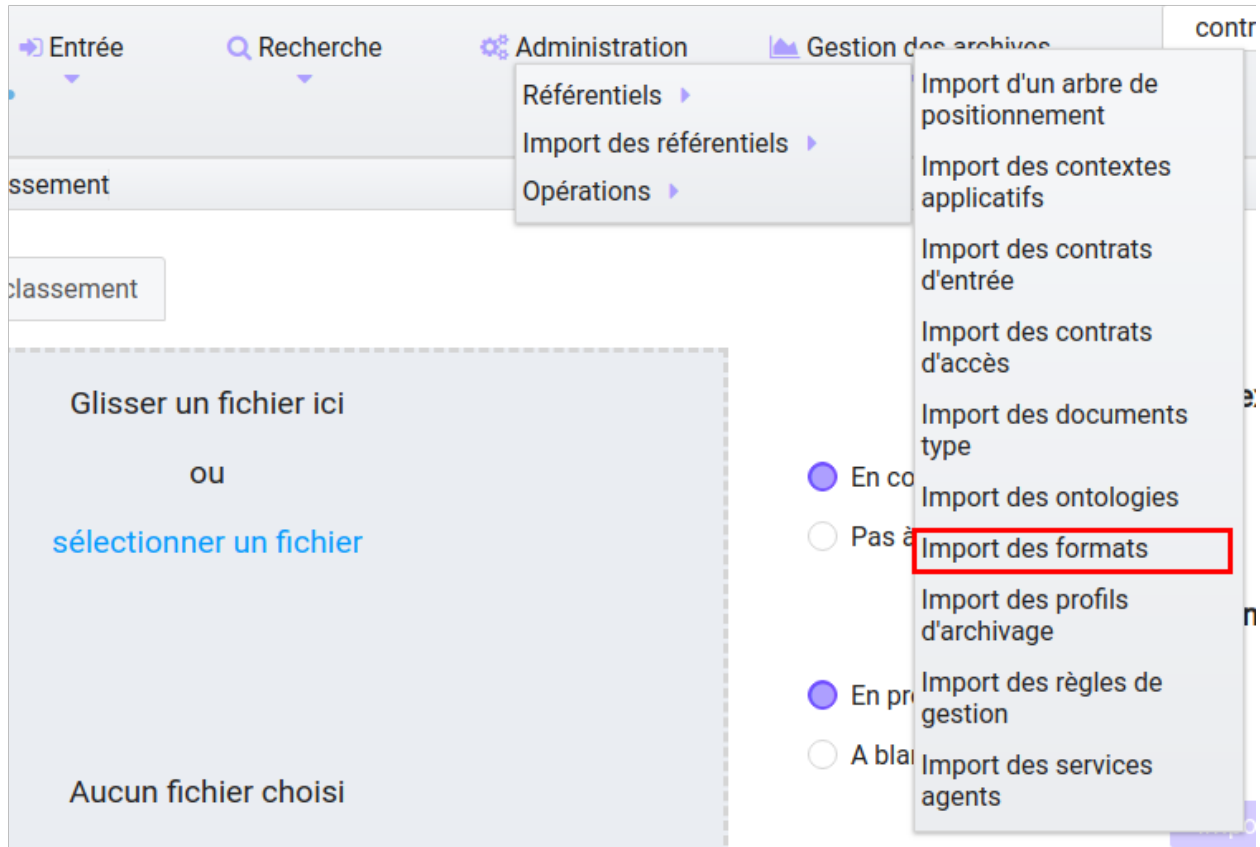 Entrée
Recherche
Administration
Gestion des archives
contr
Référentiels
Import des référentiels
Opérations
ssement
classement
Glisser un fichier ici
ou
sélectionner un fichier
Aucun fichier choisi
En co
Pas à
En pr
A bla
Import d'un arbre de
positionnement
Import des contextes
applicatifs
Import des contrats
d'entrée
Import des contrats
d'accès
Import des documents
type
Import des ontologies
Import des formats
Import des profils
d'archivage
Import des règles de
gestion
Import des services
agents